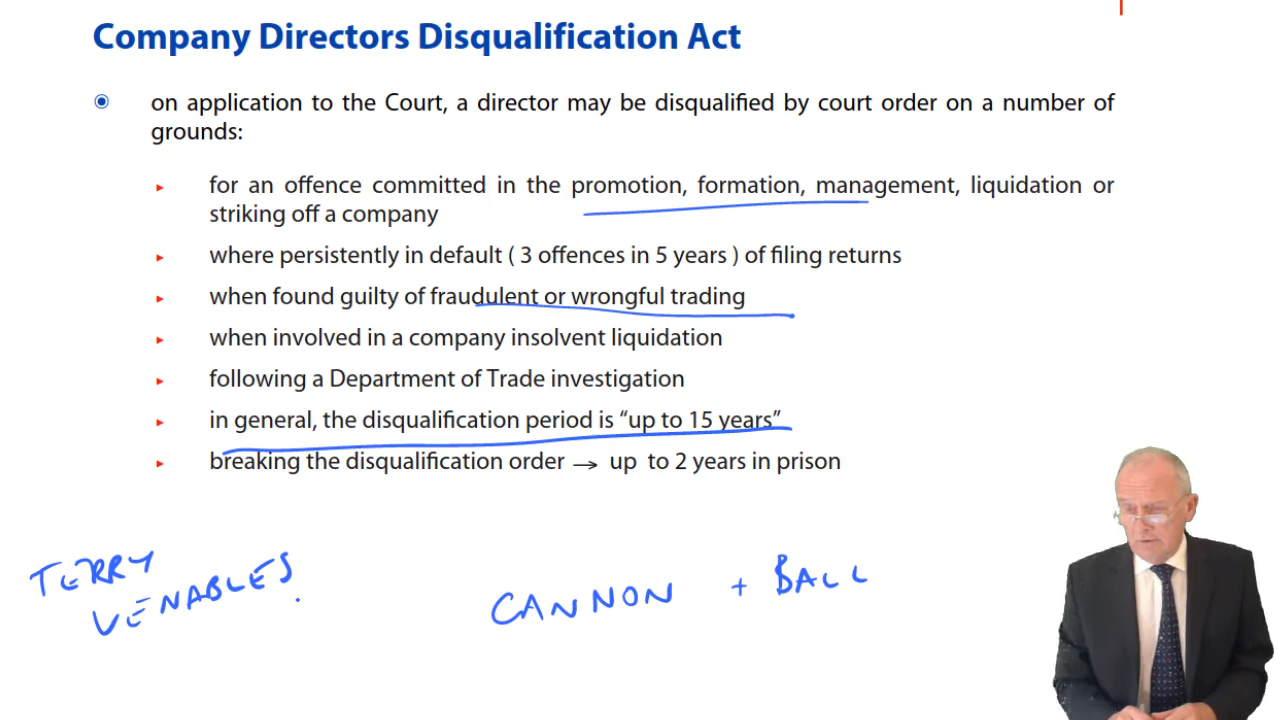 Company Directors Disqualification Act
on application to the Court, a director may be disqualified by court order on a number of
grounds:
for an offence committed in the promotion, formation, management, liquidation or
striking off a company
where persistently in default ( 3 offences in 5 years ) of filing returns
when found guilty of fraudulent or wrongful trading
when involved in a company insolvent liquidation
following a Department of Trade investigation
in general, the disqualification period is “up to 15 years”
breaking the disqualification order → up to 2 years in prison
TERRY
VENABLES
CANNON + BALL